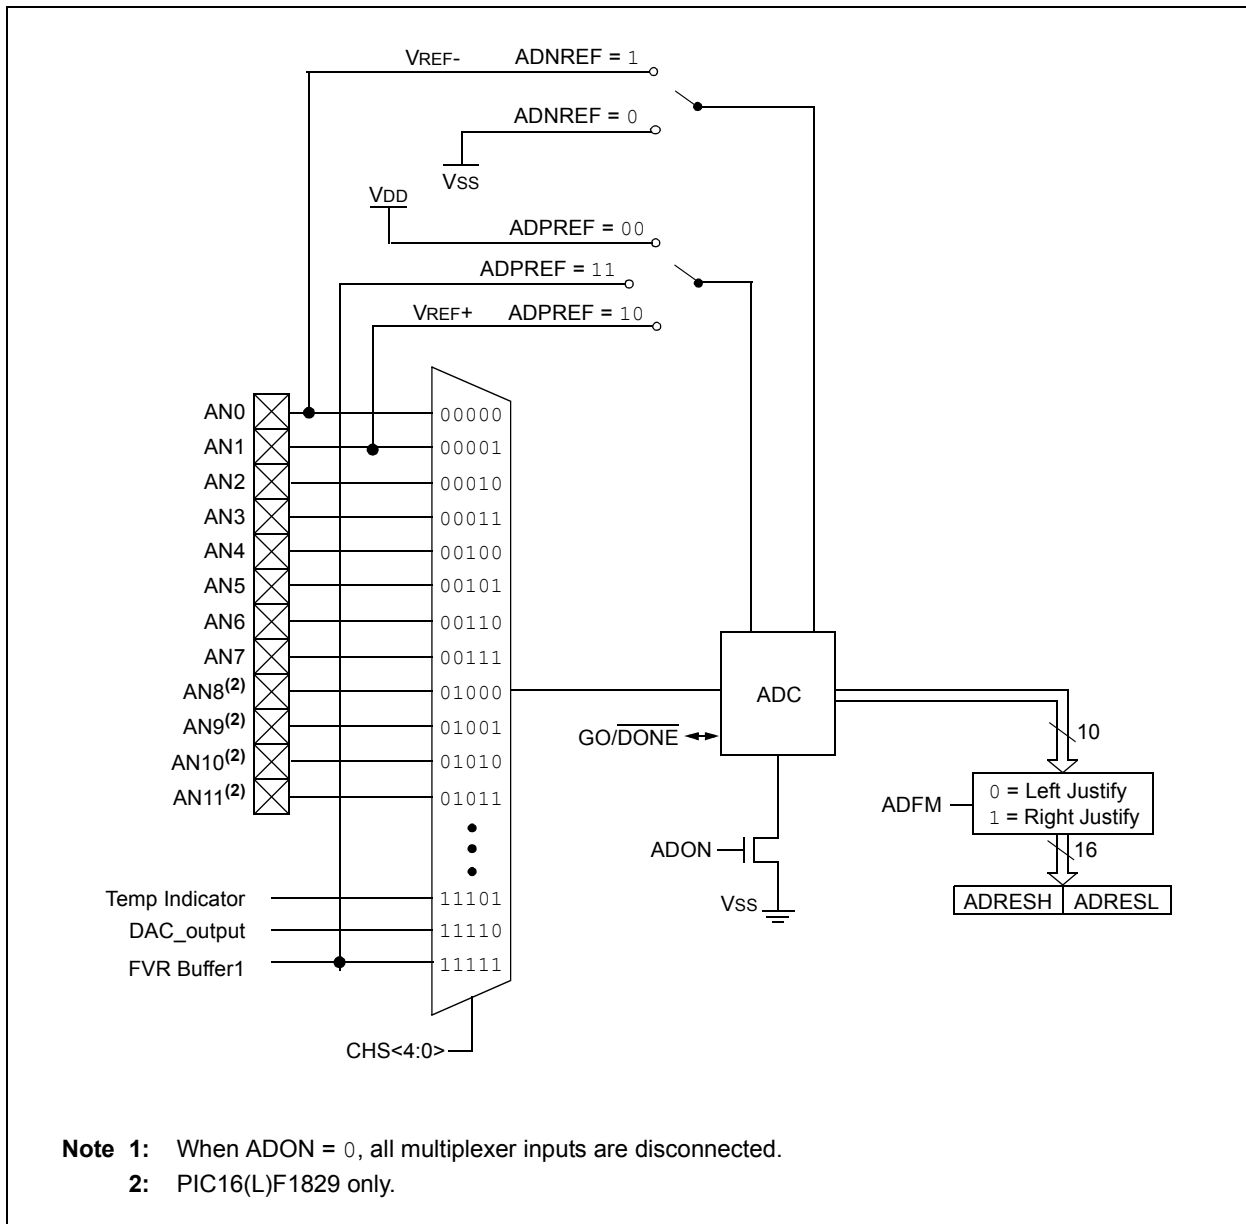 VREF- ADNREF = 1
ADNREF = 0
VSS
VDD
ADPREF = 00
ADPREF = 11
VREF+ ADPREF = 10
AN0 00000
AN1 00001
AN2 00010
AN3 00011
AN4 00100
AN5 00101
AN6 00110
AN7 00111
AN8(2) 01000
ADC
AN9(2) 01001
GO/DONE
10
AN10(2) 01010
AN11(2) 01011
ADFM
0 = Left Justify
1 = Right Justify
ADON
16
Temp Indicator 11101
VSS
ADRESH ADRESL
DAC_output 11110
FVR Buffer1 11111
CHS<4:0>
Note 1: When ADON = 0, all multiplexer inputs are disconnected.
2: PIC16(L)F1829 only.